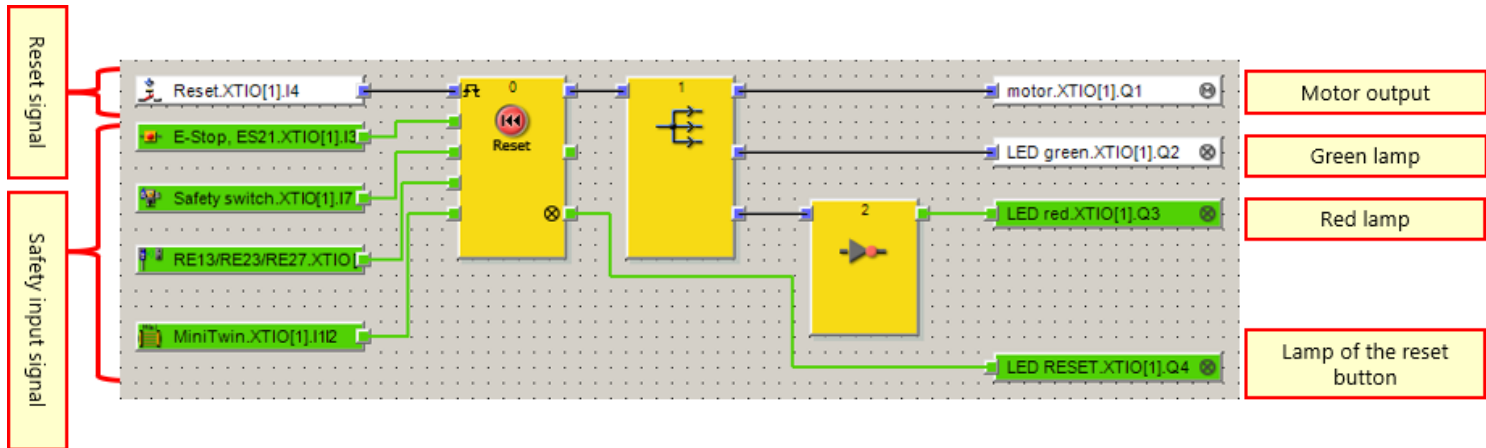 Reset signal
Safety input signal
Reset.XTIO[1].I4
E-Stop, ES21.XTIO[1].I3
Safety switch.XTIO[1].I7
RE13/RE23/RE27.XTIO[
MiniTwin.XTIO[1].I1I2
0
Reset
1
2
motor.XTIO[1].Q1
LED green.XTIO[1].Q2
LED red.XTIO[1].Q3
LED RESET.XTIO[1].Q4
Motor output
Green lamp
Red lamp
Lamp of the reset
button